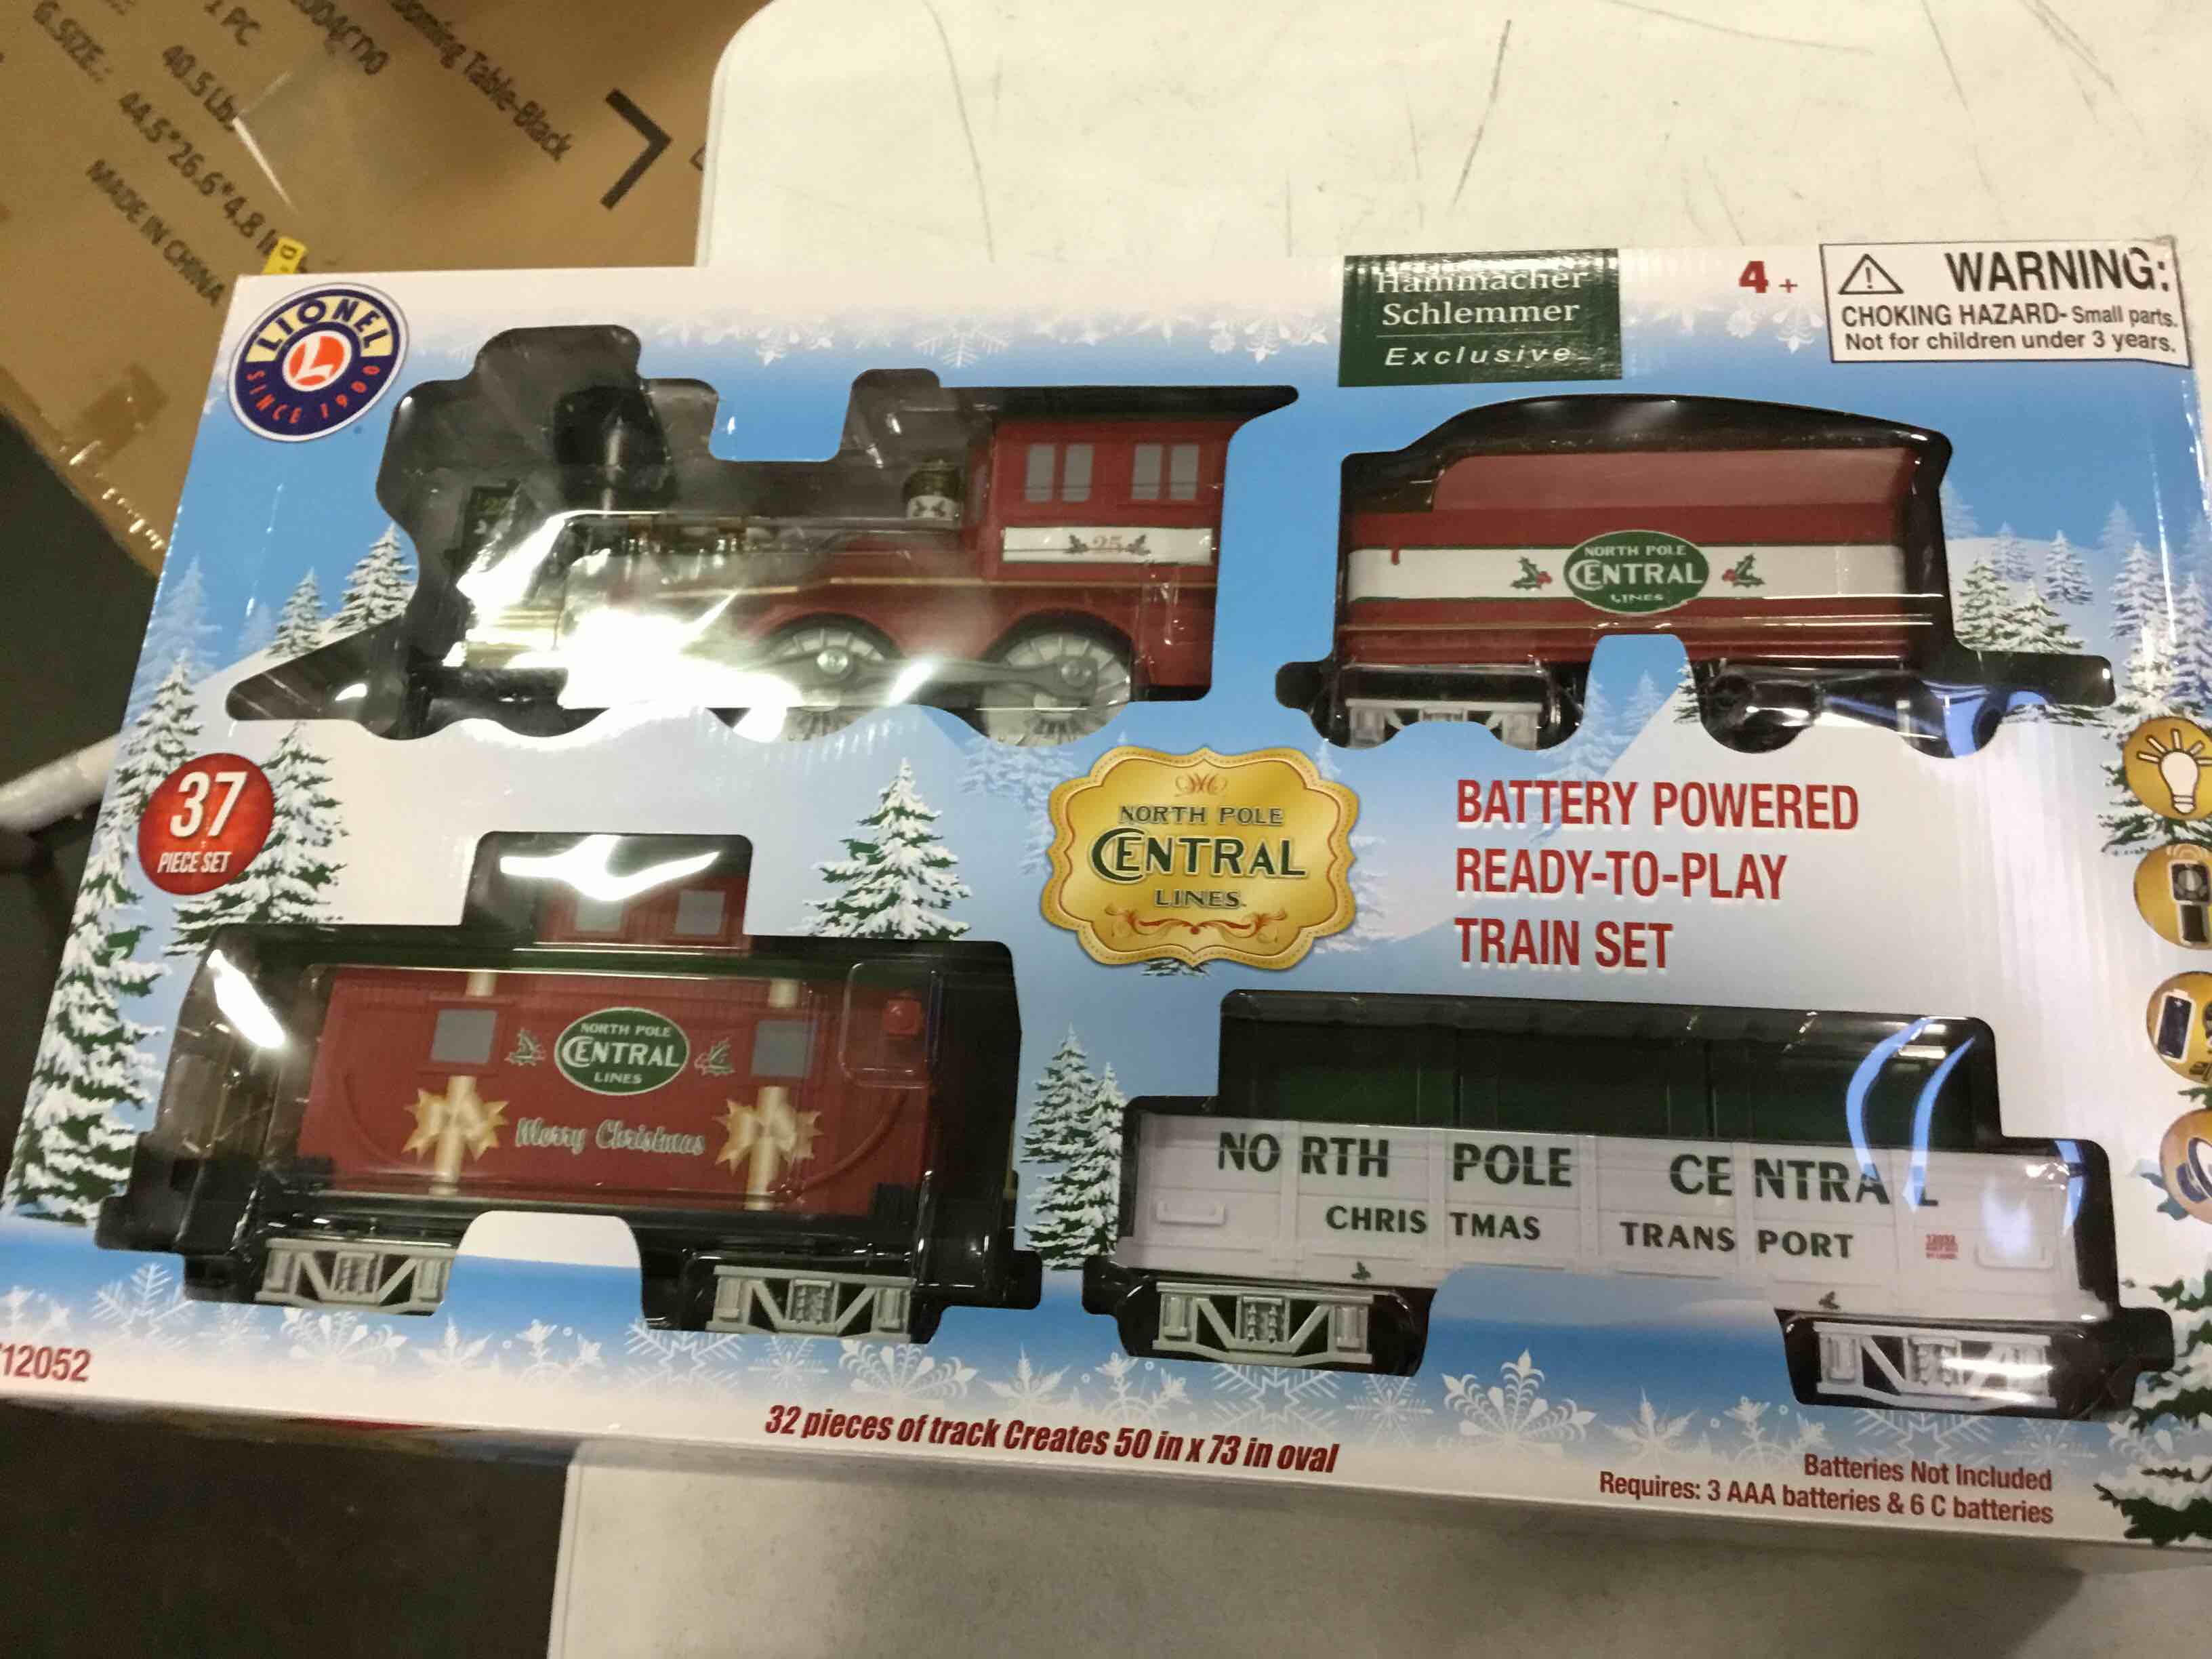 1 PC
6.SIZE.:
40.5 Lbs
44.5*26.6*4.8 In
MADE IN CHINA
Table-Black
LIONEL
SINCE 1900
Hammacher
Schlemmer
Exclusive
4+
WARNING:
CHOKING HAZARD- Small parts.
Not for children under 3 years.
25
NORTH POLE
CENTRAL
LINES
37
PIECE SET
NORTH POLE
CENTRAL
LINES
BATTERY POWERED
READY-TO-PLAY
TRAIN SET
NORTH POLE
CENTRAL
LINES
Merry Christmas
NORTH POLE CENTRAL
CHRISTMAS TRANSPORT
12052
32 pieces of track Creates 50 in x 73 in oval
Batteries Not Included
Requires: 3 AAA batteries & 6 C batteries